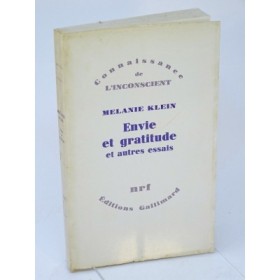 Connaissance
de
L'INCONSCIENT
MELANIE KLEIN
Envie
et gratitude
et autres essais
nrf
Éditions Gallimard